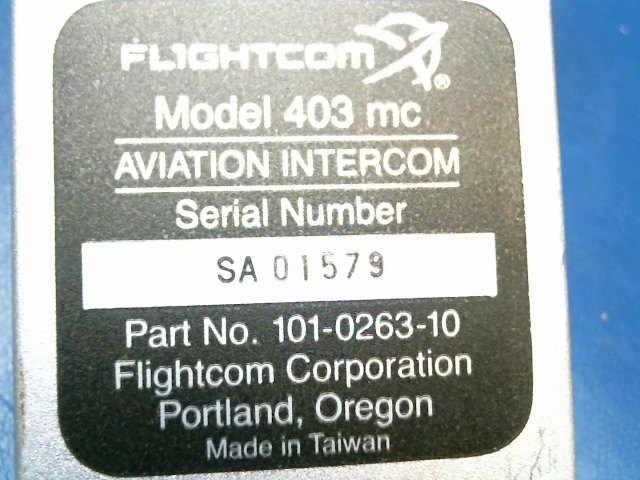 FLIGHTCOM ®
Model 403 mc
AVIATION INTERCOM
Serial Number
SA 01579
Part No. 101-0263-10
Flightcom Corporation
Portland, Oregon
Made in Taiwan